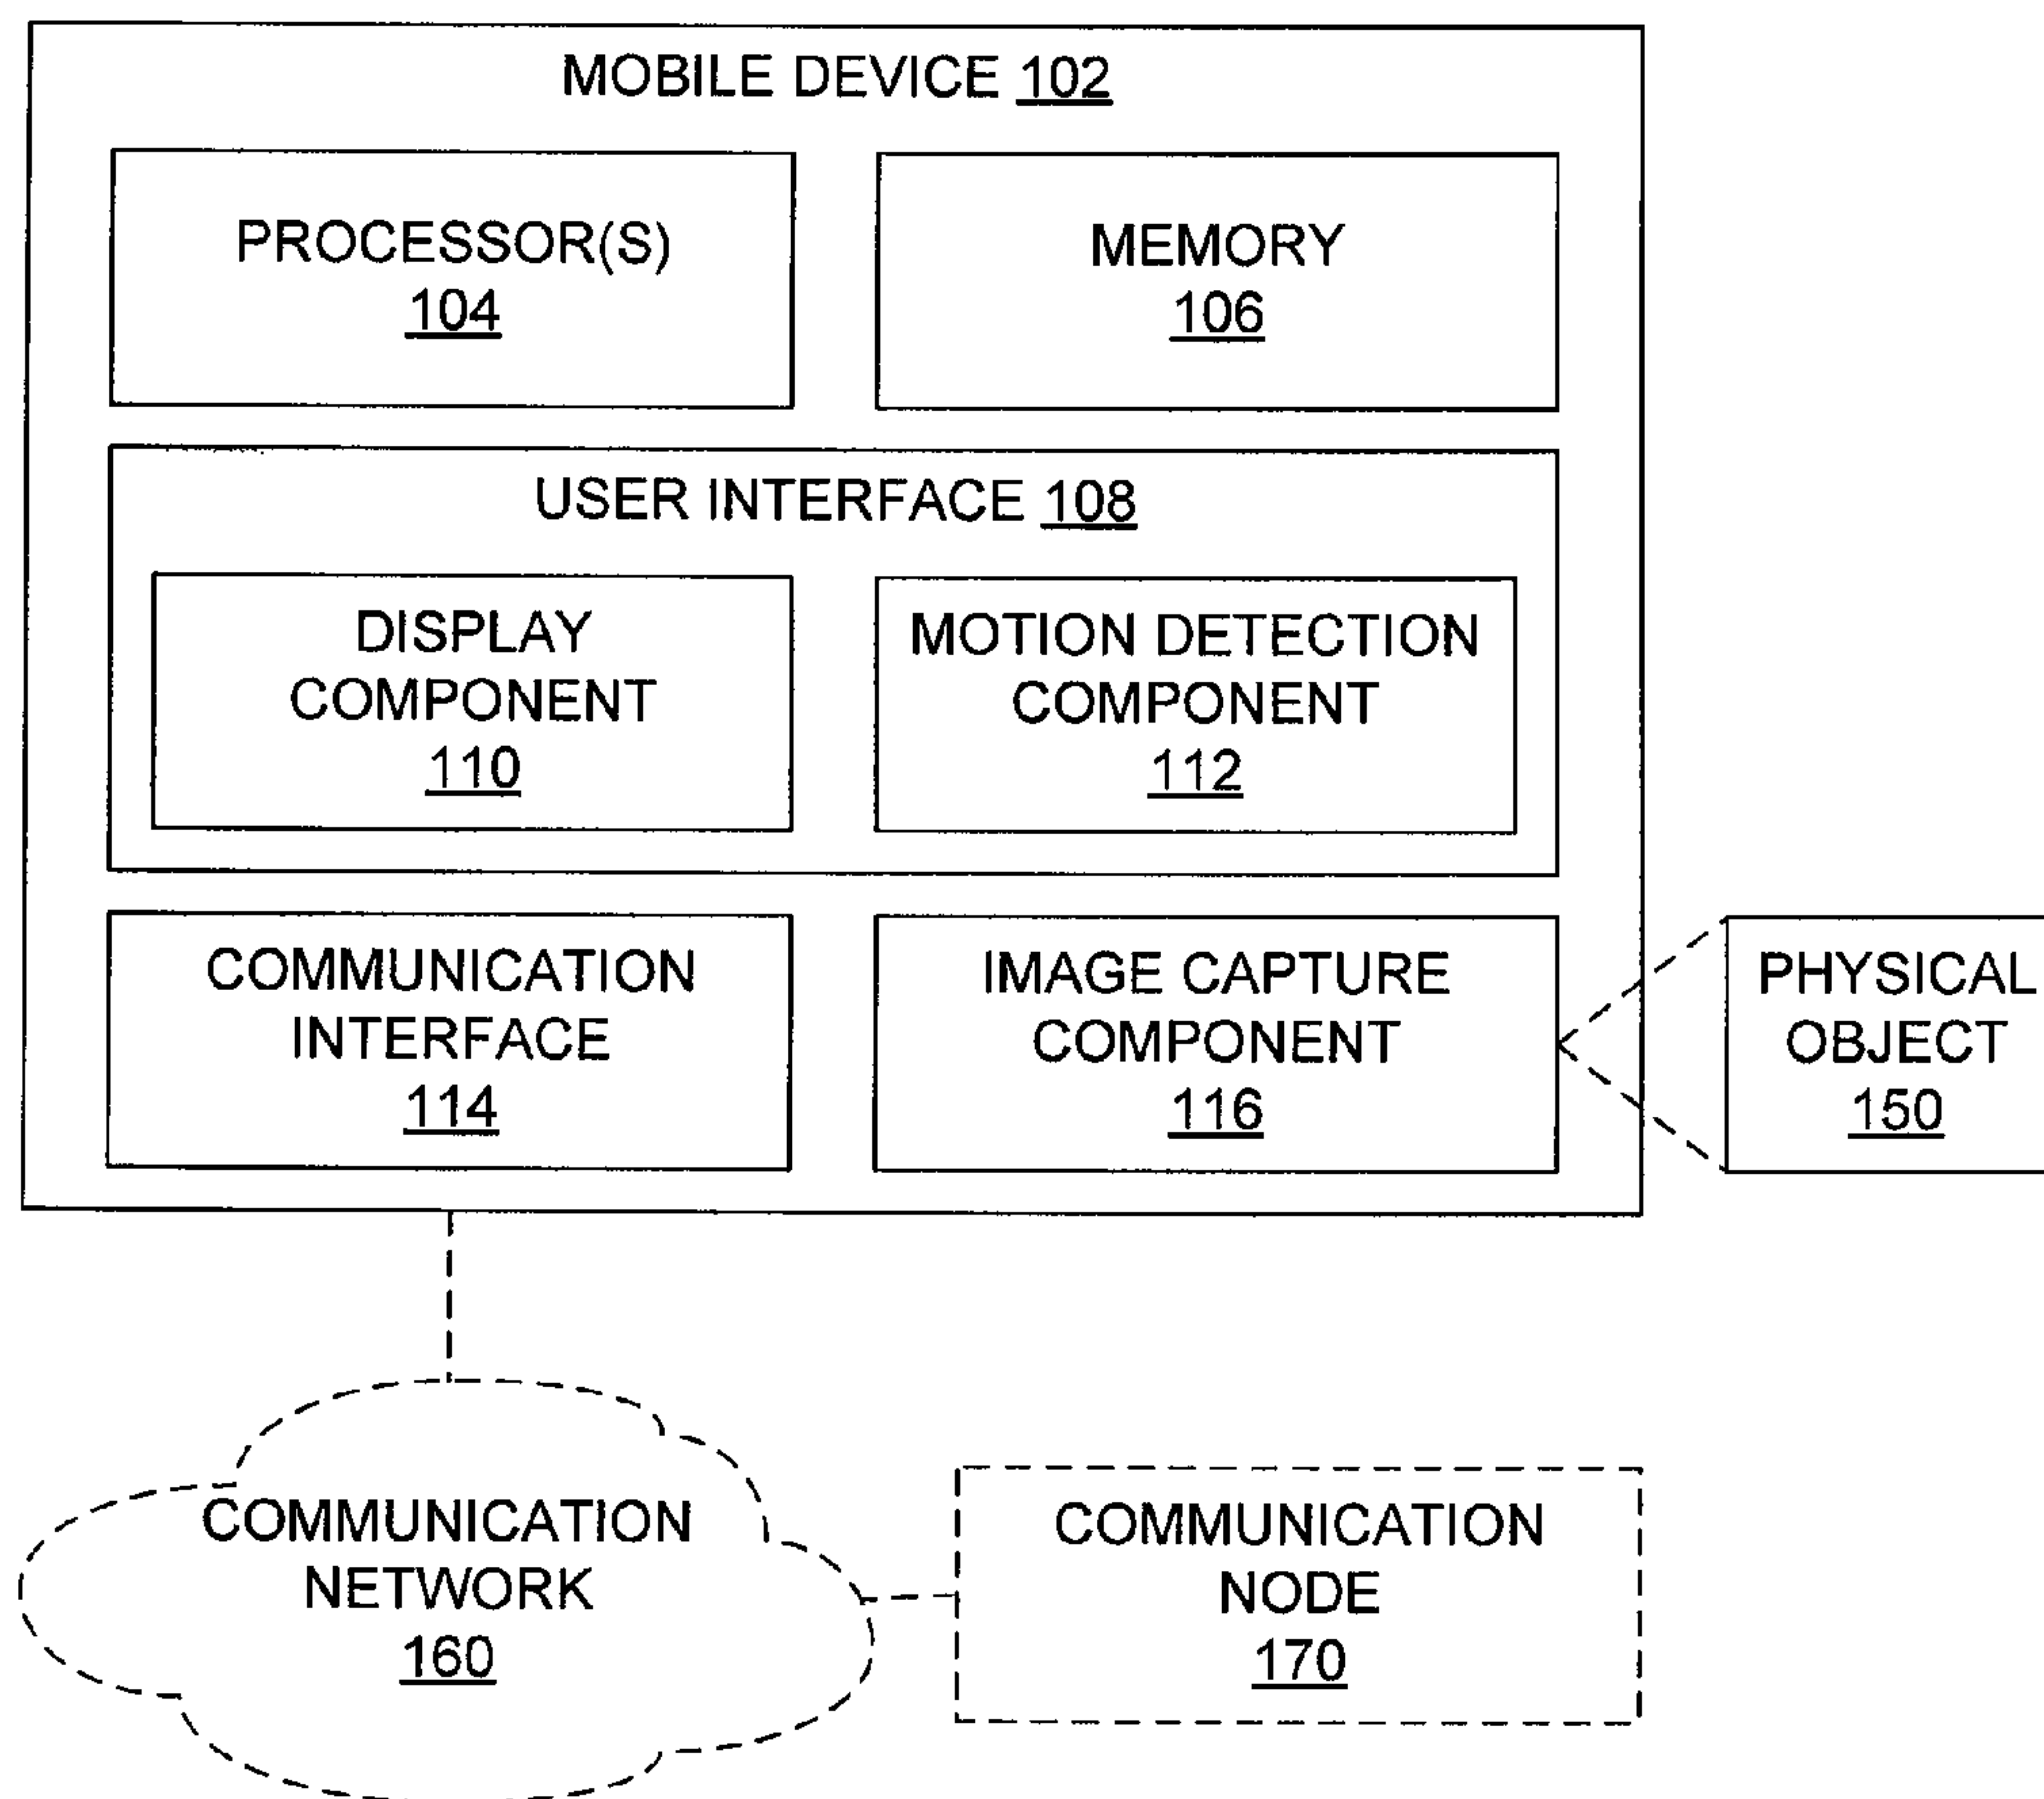 MOBILE DEVICE 102
PROCESSOR(S)
104
MEMORY
106
USER INTERFACE 108
DISPLAY
COMPONENT
110
MOTION DETECTION
COMPONENT
112
COMMUNICATION
INTERFACE
114
IMAGE CAPTURE
COMPONENT
116
PHYSICAL
OBJECT
150
COMMUNICATION
NETWORK
160
COMMUNICATION
NODE
170